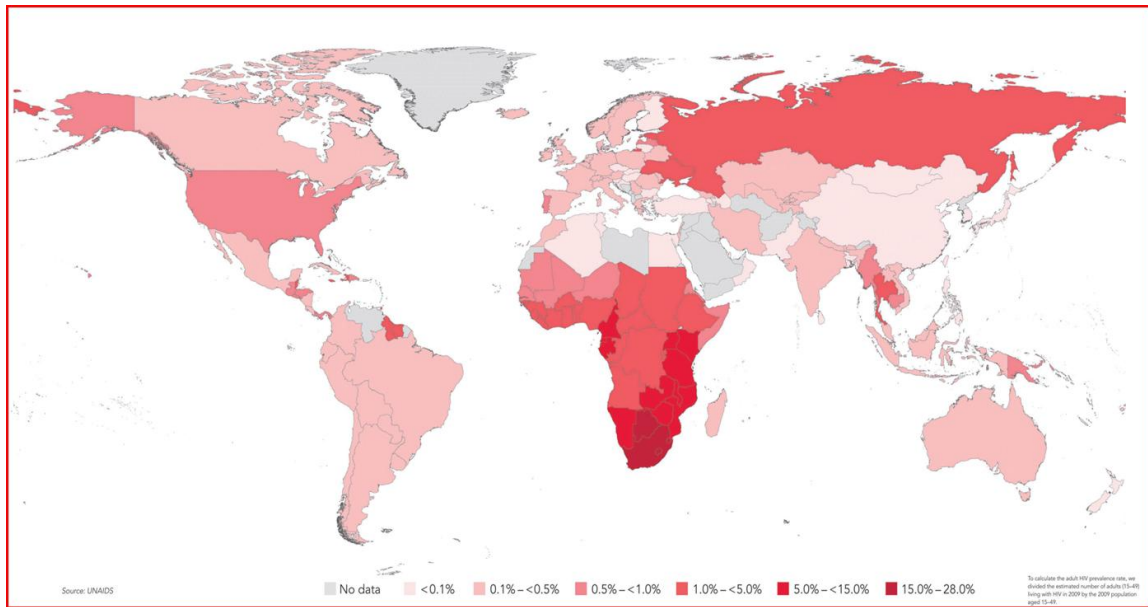 Source: UNAIDS
No data <0.1% 0.1% – <0.5% 0.5% – <1.0% 1.0% – <5.0% 5.0% – <15.0% 15.0% – 28.0%
To calculate the adult HIV prevalence rate, we
divided the estimated number of adults (15–49)
living with HIV in 2009 by the 2009 population
aged 15–49.